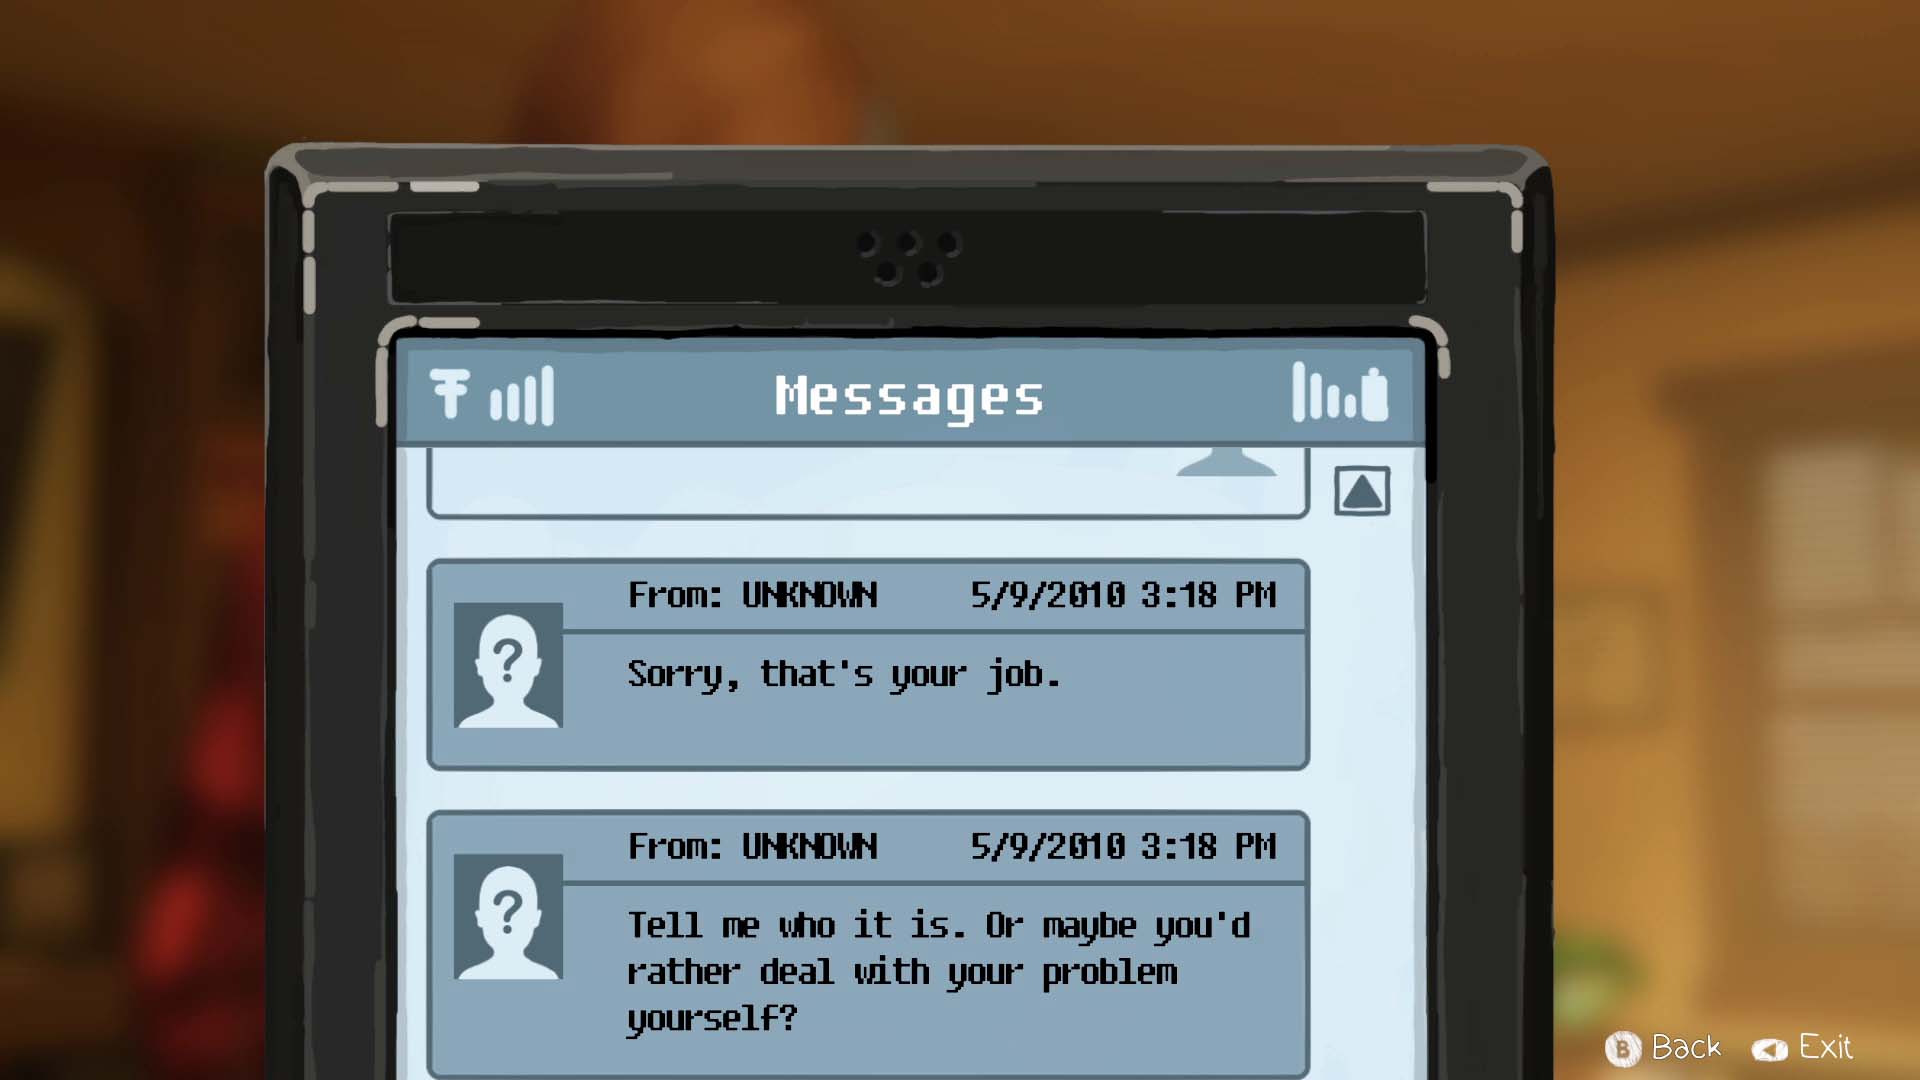 Messages
From: UNKNOWN 5/9/2010 3:18 PM
Sorry, that's your job.
From: UNKNOWN 5/9/2010 3:18 PM
Tell me who it is. Or maybe you'd
rather deal with your problem
yourself?
B Back Exit